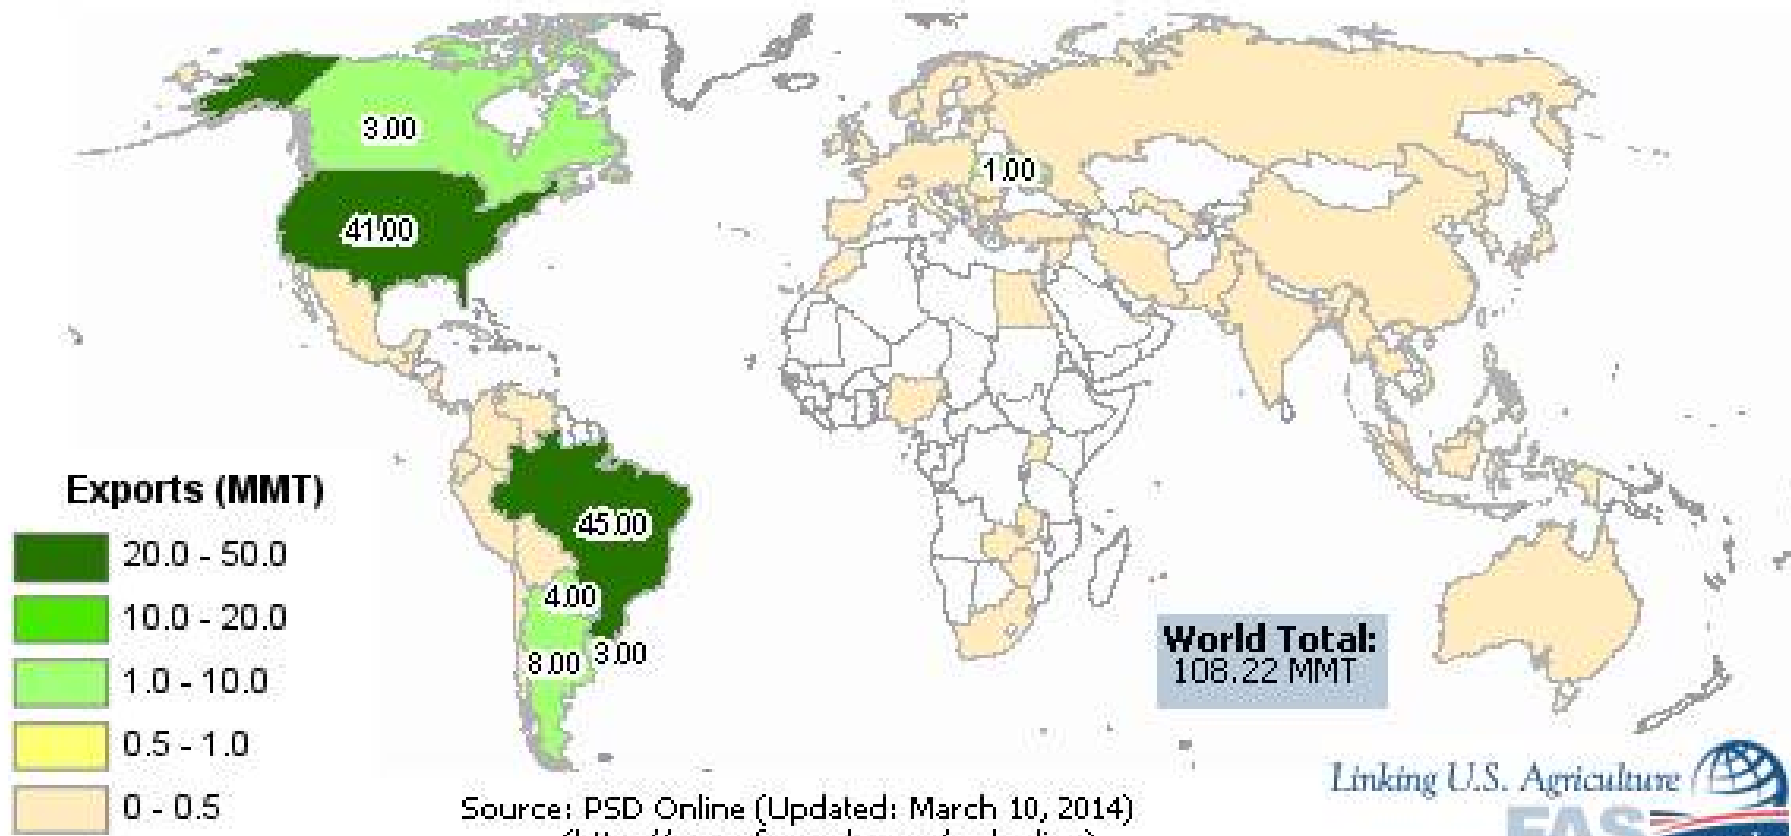 3.00
1.00
41.00
45.00
4.00
8.00
3.00
Exports (MMT)
20.0 - 50.0
10.0 - 20.0
1.0 - 10.0
0.5 - 1.0
0 - 0.5
World Total:
108.22 MMT
Linking U.S. Agriculture
FAS
Source: PSD Online (Updated: March 10, 2014)